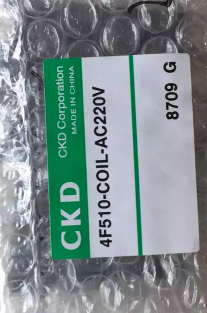 CKD
CKD Corporation
MADE IN CHINA
4F510-COIL-AC220V
8709 G